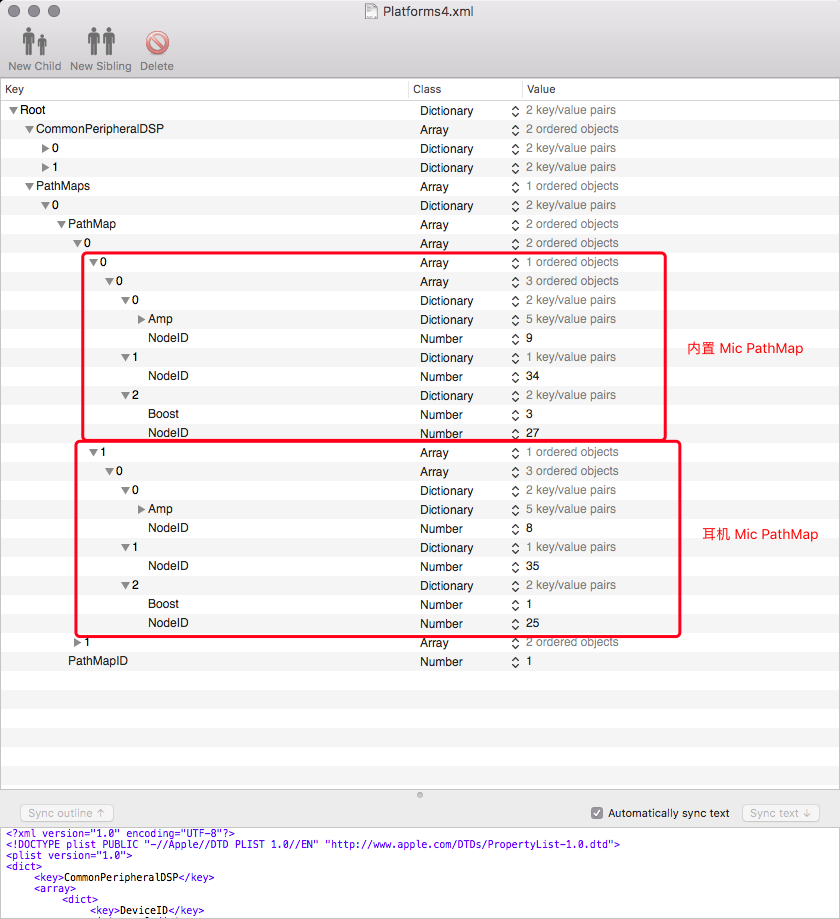 Platforms4.xml
New Child New Sibling Delete
Key Class Value
Root Dictionary 2 key/value pairs
CommonPeripheralDSP Array 2 ordered objects
0 Dictionary 2 key/value pairs
1 Dictionary 2 key/value pairs
PathMaps Array 1 ordered objects
0 Dictionary 2 key/value pairs
PathMap Array 2 ordered objects
0 Array 2 ordered objects
0 Array 1 ordered objects
0 Array 3 ordered objects
0 Dictionary 2 key/value pairs
Amp Dictionary 5 key/value pairs
NodeID Number 9
内置 Mic PathMap
1 Dictionary 1 key/value pairs
NodeID Number 34
2 Dictionary 2 key/value pairs
Boost Number 3
NodeID Number 27
1 Array 1 ordered objects
0 Array 3 ordered objects
0 Dictionary 2 key/value pairs
Amp Dictionary 5 key/value pairs
NodeID Number 8
耳机 Mic PathMap
1 Dictionary 1 key/value pairs
NodeID Number 35
2 Dictionary 2 key/value pairs
Boost Number 1
NodeID Number 25
1 Array 2 ordered objects
PathMapID Number 1
Sync outline ↑ Automatically sync text Sync text ↓
<?xml version="1.0" encoding="UTF-8"?>
<!DOCTYPE plist PUBLIC "-//Apple//DTD PLIST 1.0//EN" "http://www.apple.com/DTDs/PropertyList-1.0.dtd">
<plist version="1.0">
<dict>
<key>CommonPeripheralDSP</key>
<array>
<dict>
<key>DeviceID</key>